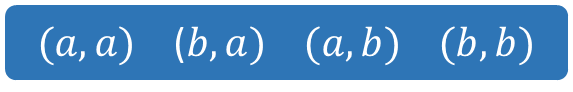 (a, a) (b, a) (a, b) (b, b)